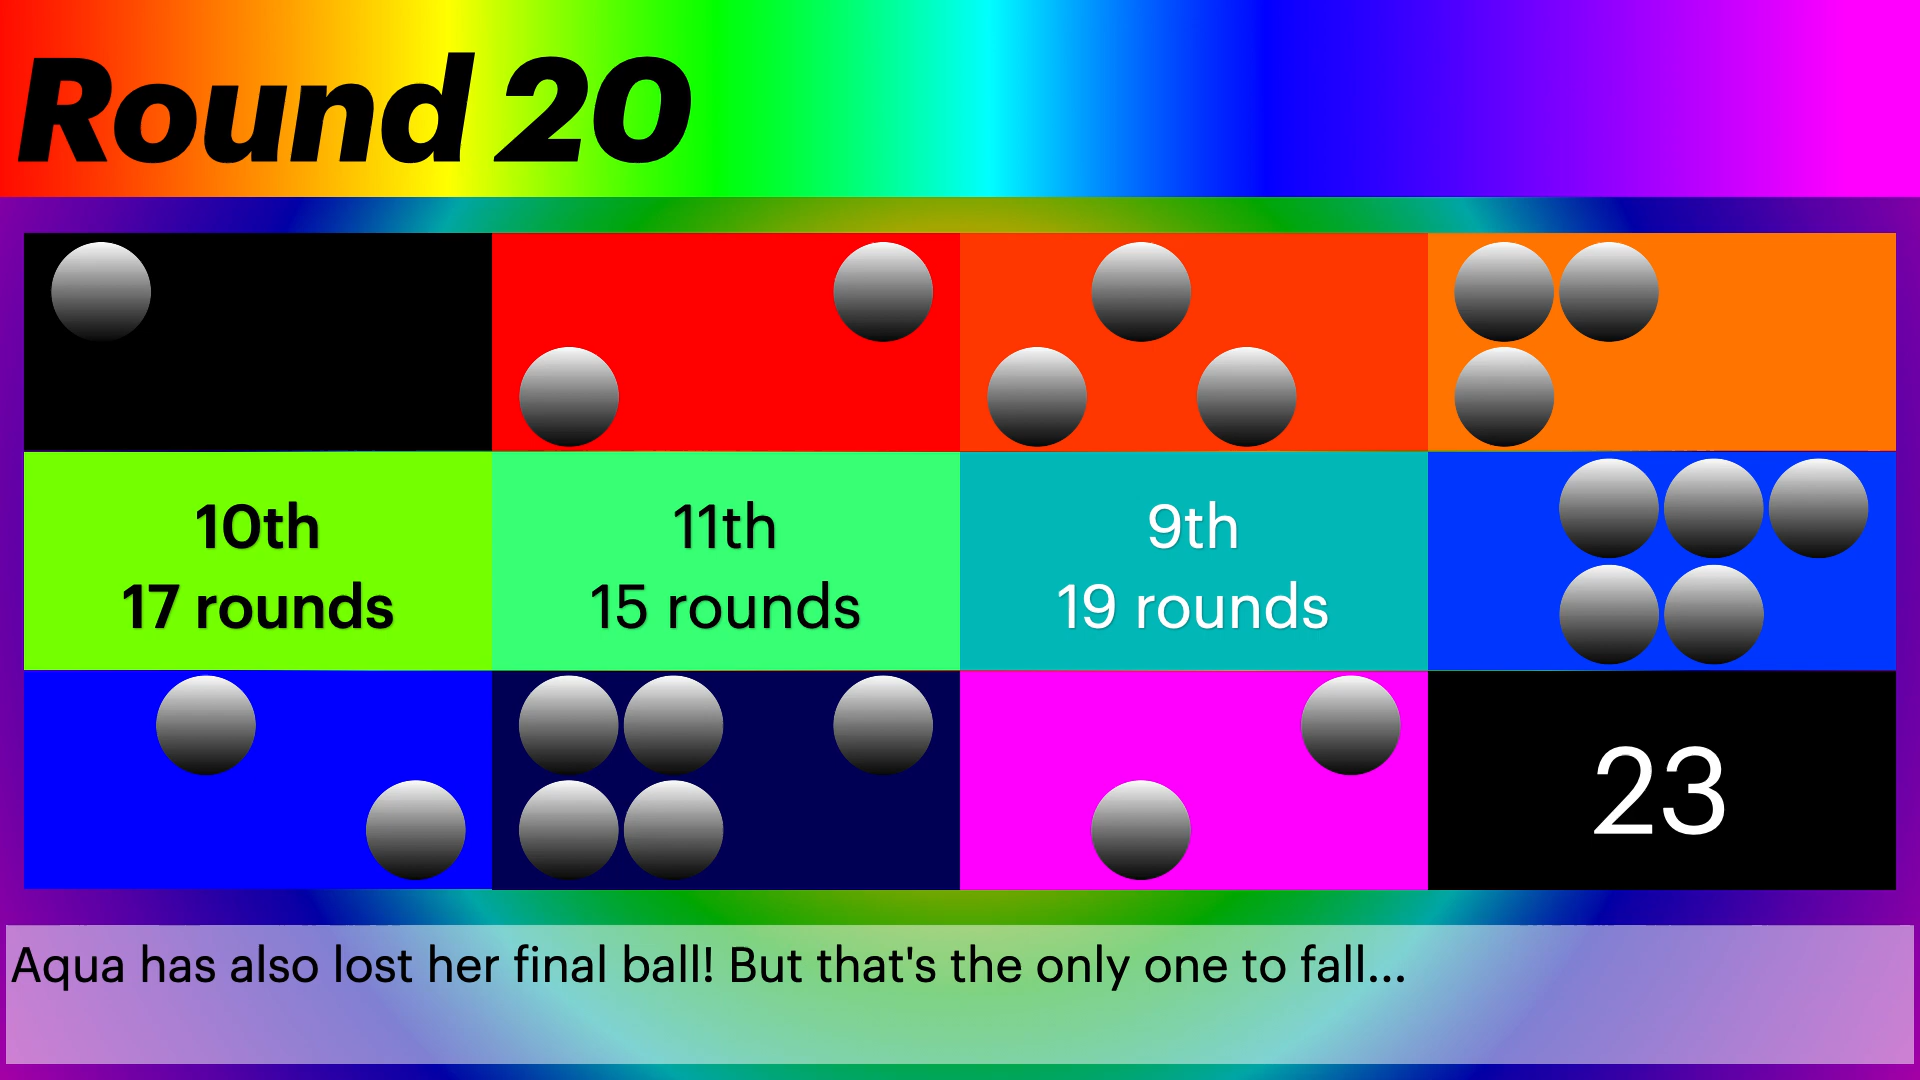 Round 20
10th
17 rounds
11th
15 rounds
9th
19 rounds
23
Aqua has also lost her final ball! But that's the only one to fall...